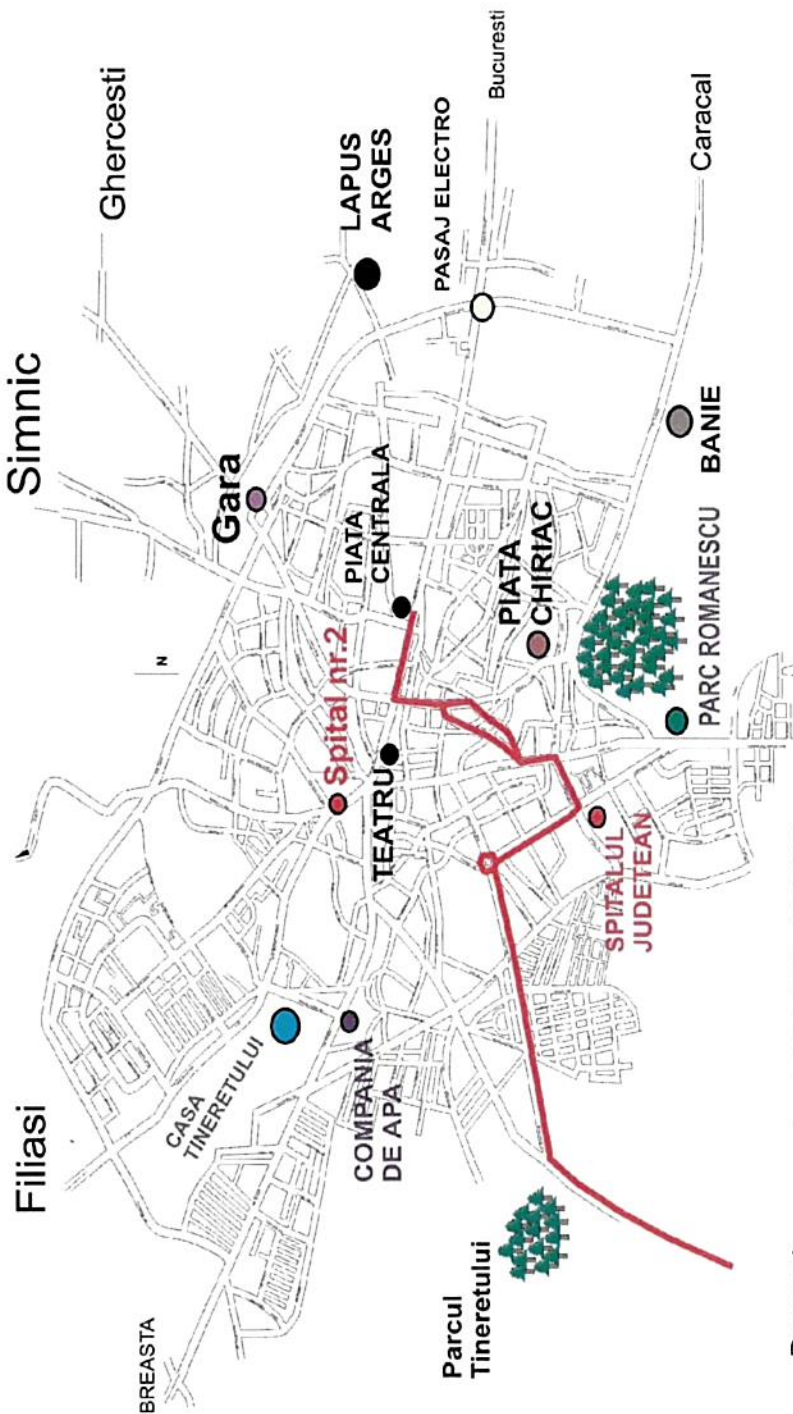 Filiasi
Simnic
Ghercesti
BREASTA
CASA
TINERETULUI
N
Gara
LAPUS
ARGES
Spital nr.2
COMPANIA
DE APA
TEATRU
PIATA
CENTRALA
PASAJ ELECTRO
Bucuresti
Parcul
Tineretului
PIATA
CHIRIAC
SPITALUL
JUDETEAN
PARC ROMANESCU
BANIE
Caracal